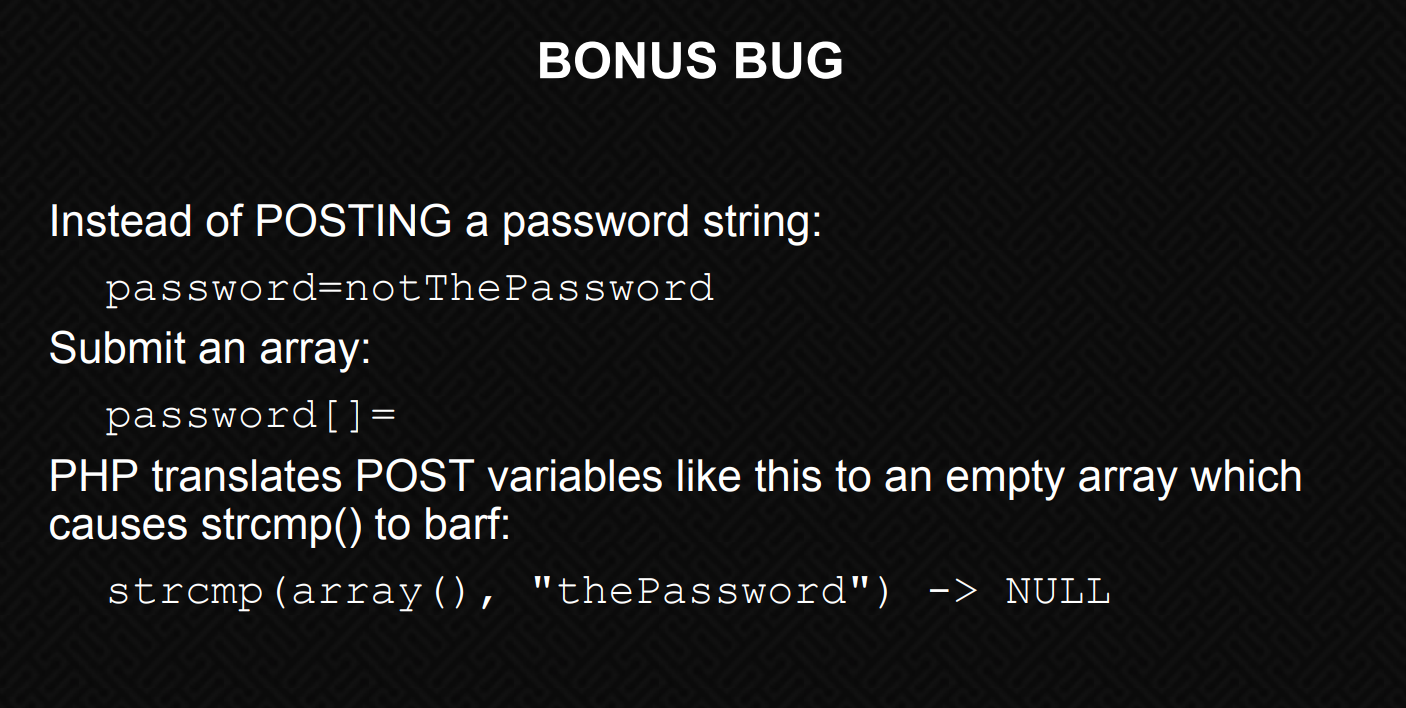 BONUS BUG
Instead of POSTING a password string:
password=notThePassword
Submit an array:
password[]=
PHP translates POST variables like this to an empty array which
causes strcmp() to barf:
strcmp(array(), "thePassword") -> NULL